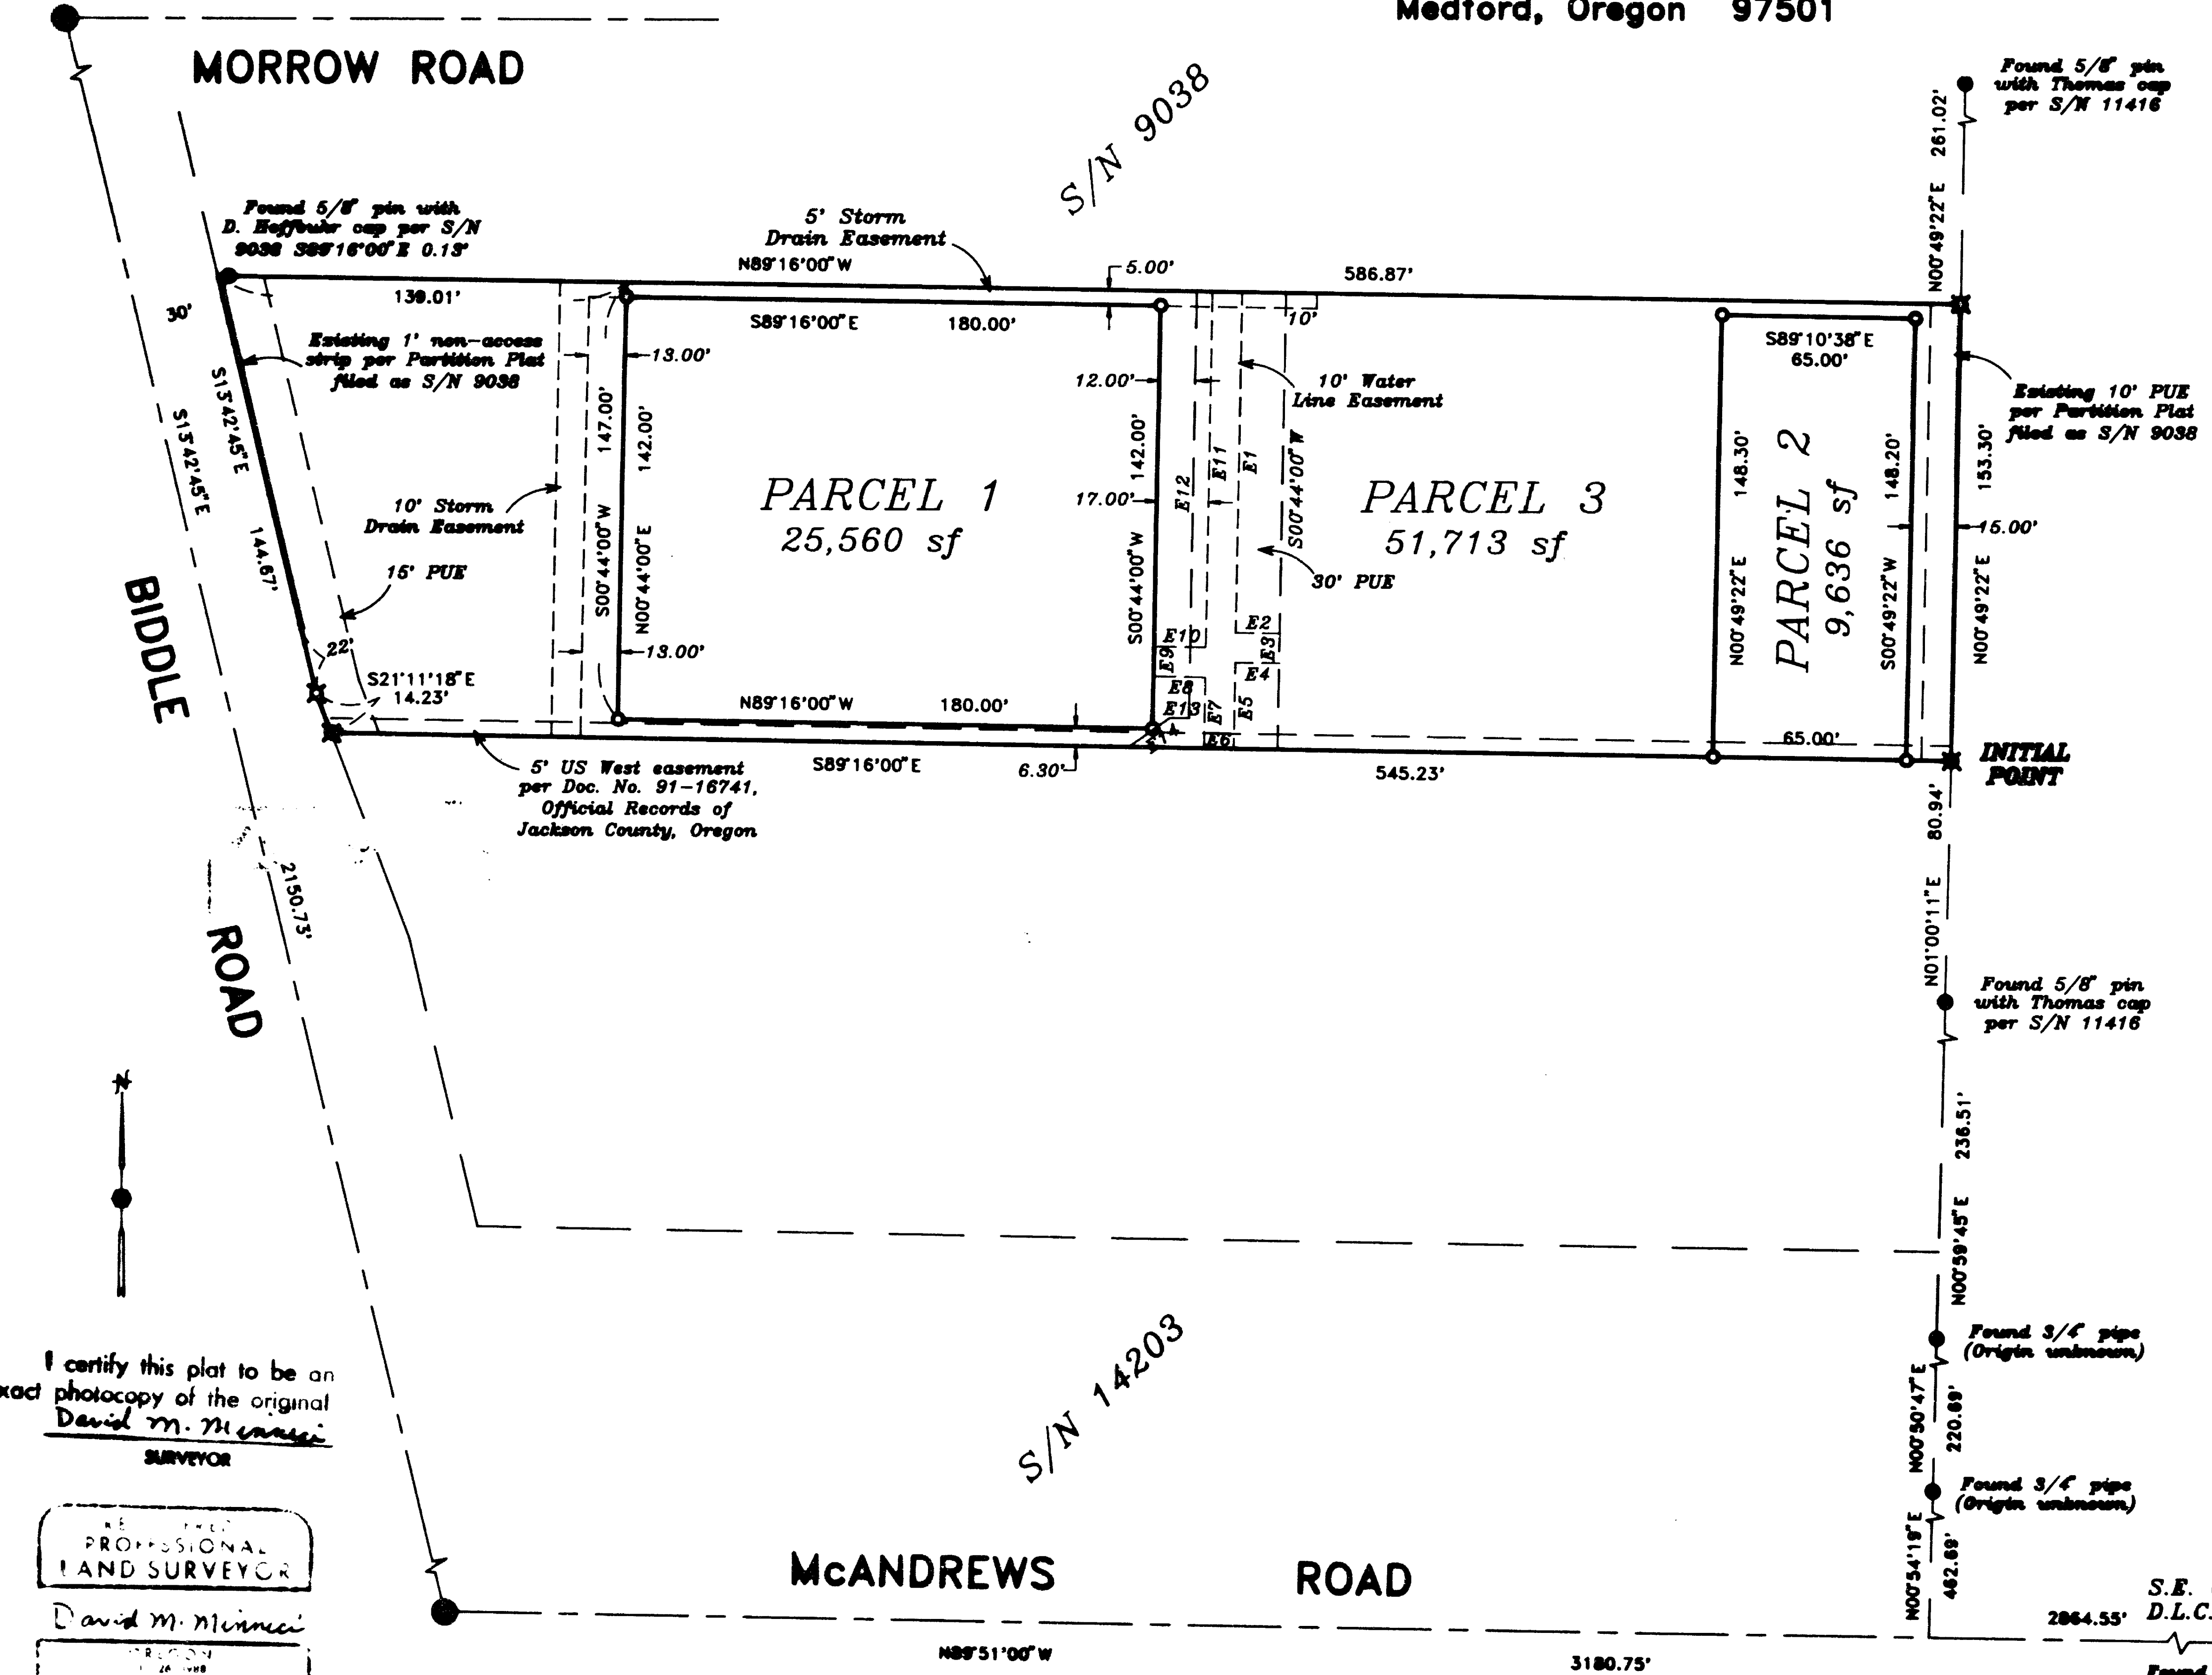 Medford, Oregon 97501
MORROW ROAD
S/N 9038
Found 5/8" pin
with Thomas cap
per S/N 11416
N00°49'22"E 261.02'
Found 5/8" pin with
D. Hoffbuhr cap per S/N
9038 S89°16'00"E 0.13'
5' Storm
Drain Easement
N89°16'00"W
5.00'
586.87'
139.01'
30'
S89°16'00"E 180.00'
10'
Existing 1' non-access
strip per Partition Plat
filed as S/N 9038
13.00'
12.00'
10' Water
Line Easement
S89°10'38"E
65.00'
Existing 10' PUE
per Partition Plat
filed as S/N 9038
S13°42'45"E
144.67'
S13°42'45"E
2150.73'
S00°44'00"W 147.00'
N00°44'00"E 142.00'
S00°44'00"W 142.00'
17.00'
E12
E11
E1
S00°44'00"W
PARCEL 1
25,560 sf
PARCEL 3
51,713 sf
N00°49'22"E 148.30'
PARCEL 2
9,636 sf
S00°49'22"W 148.20'
N00°49'22"E 153.30'
15.00'
10' Storm
Drain Easement
15' PUE
30' PUE
22'
13.00'
E10
E2
E9
E3
E8
E4
E13
E7
E5
E6
S21°11'18"E
14.23'
N89°16'00"W 180.00'
65.00'
S89°16'00"E
6.30'
545.23'
INITIAL
POINT
5' US West easement
per Doc. No. 91-16741,
Official Records of
Jackson County, Oregon
BIDDLE
ROAD
N01°00'11"E 80.94'
Found 5/8" pin
with Thomas cap
per S/N 11416
N00°59'45"E 236.51'
Found 3/4" pipe
(Origin unknown)
N00°50'47"E
220.69'
Found 3/4" pipe
(Origin unknown)
N00°54'19"E
462.69'
S/N 14203
N
I certify this plat to be an
xact photocopy of the original
David M. Minneci
SURVEYOR
PROFESSIONAL
LAND SURVEYOR
David M. Minneci
OREGON
McANDREWS ROAD
N89°51'00"W
3180.75'
2864.55'
S.E.
D.L.C.
Found